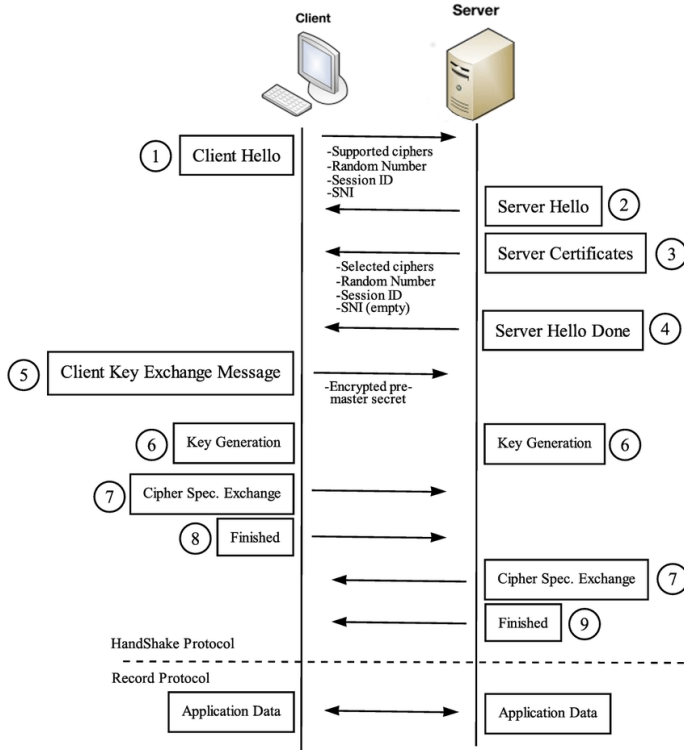 Client
Server
1
Client Hello
-Supported ciphers
-Random Number
-Session ID
-SNI
Server Hello
2
Server Certificates
3
-Selected ciphers
-Random Number
-Session ID
-SNI (empty)
Server Hello Done
4
5
Client Key Exchange Message
-Encrypted pre-
master secret
6
Key Generation
Key Generation
6
7
Cipher Spec. Exchange
8
Finished
Cipher Spec. Exchange
7
Finished
9
HandShake Protocol
Record Protocol
Application Data
Application Data